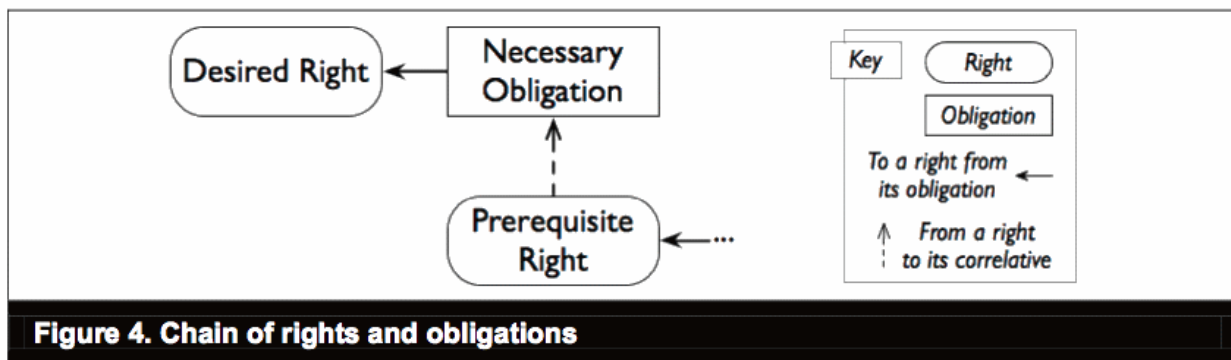 Desired Right
Necessary
Obligation
Prerequisite
Right
...
Key
Right
Obligation
To a right from
its obligation
From a right
to its correlative
Figure 4. Chain of rights and obligations